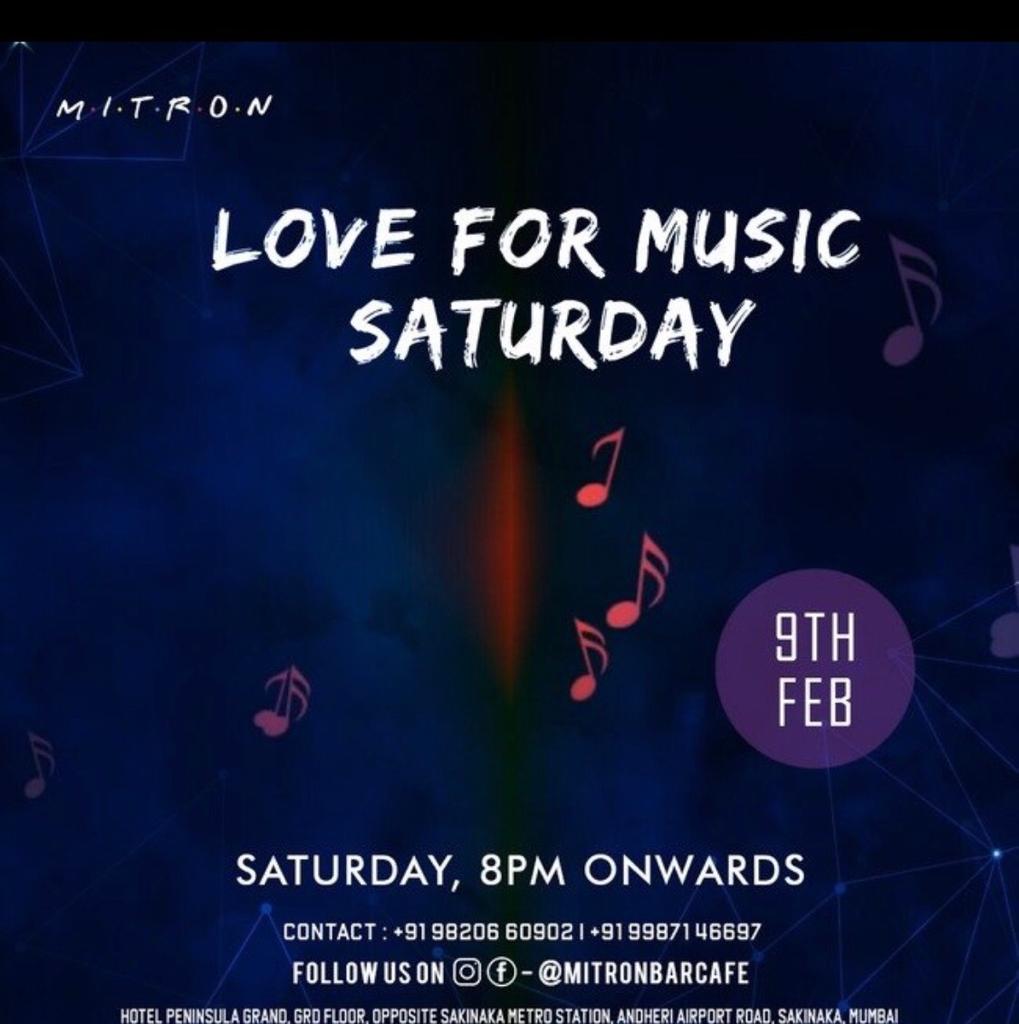 M·I·T·R·O·N
LOVE FOR MUSIC
SATURDAY
9TH
FEB
SATURDAY, 8PM ONWARDS
CONTACT : +91 98206 60902 | +91 99871 46697
FOLLOW US ON - @MITRONBARCAFE
HOTEL PENINSULA GRAND, GRD FLOOR, OPPOSITE SAKINAKA METRO STATION, ANDHERI AIRPORT ROAD, SAKINAKA, MUMBAI